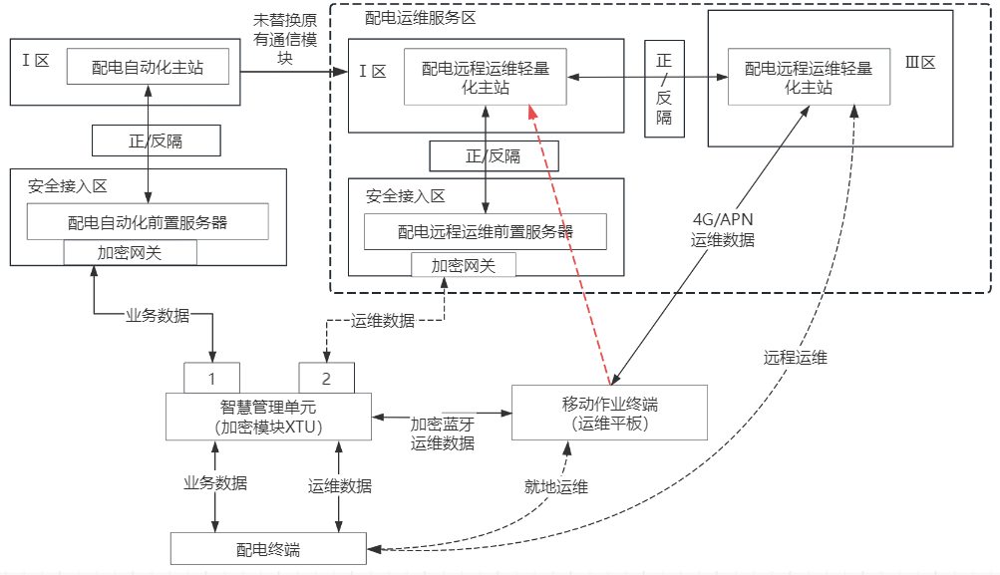 未替换原
有通信模
块
配电运维服务区
Ⅰ 区
配电自动化主站
Ⅰ 区
配电远程运维轻量
化主站
正
/
反
隔
配电远程运维轻量
化主站
Ⅲ区
正/反隔
正/反隔
安全接入区
配电自动化前置服务器
加密网关
安全接入区
配电远程运维前置服务器
加密网关
4G/APN
运维数据
业务数据
运维数据
远程运维
1
2
智慧管理单元
（加密模块XTU）
加密蓝牙
运维数据
移动作业终端
（运维平板）
业务数据
运维数据
就地运维
配电终端